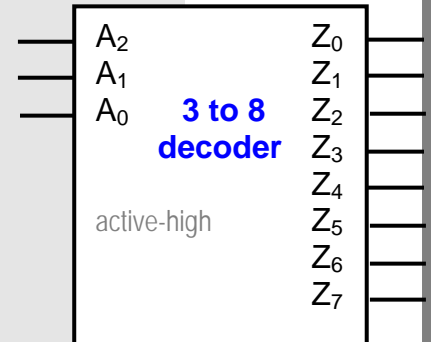 A₂
A₁
A₀
3 to 8
decoder
active-high
Z₀
Z₁
Z₂
Z₃
Z₄
Z₅
Z₆
Z₇